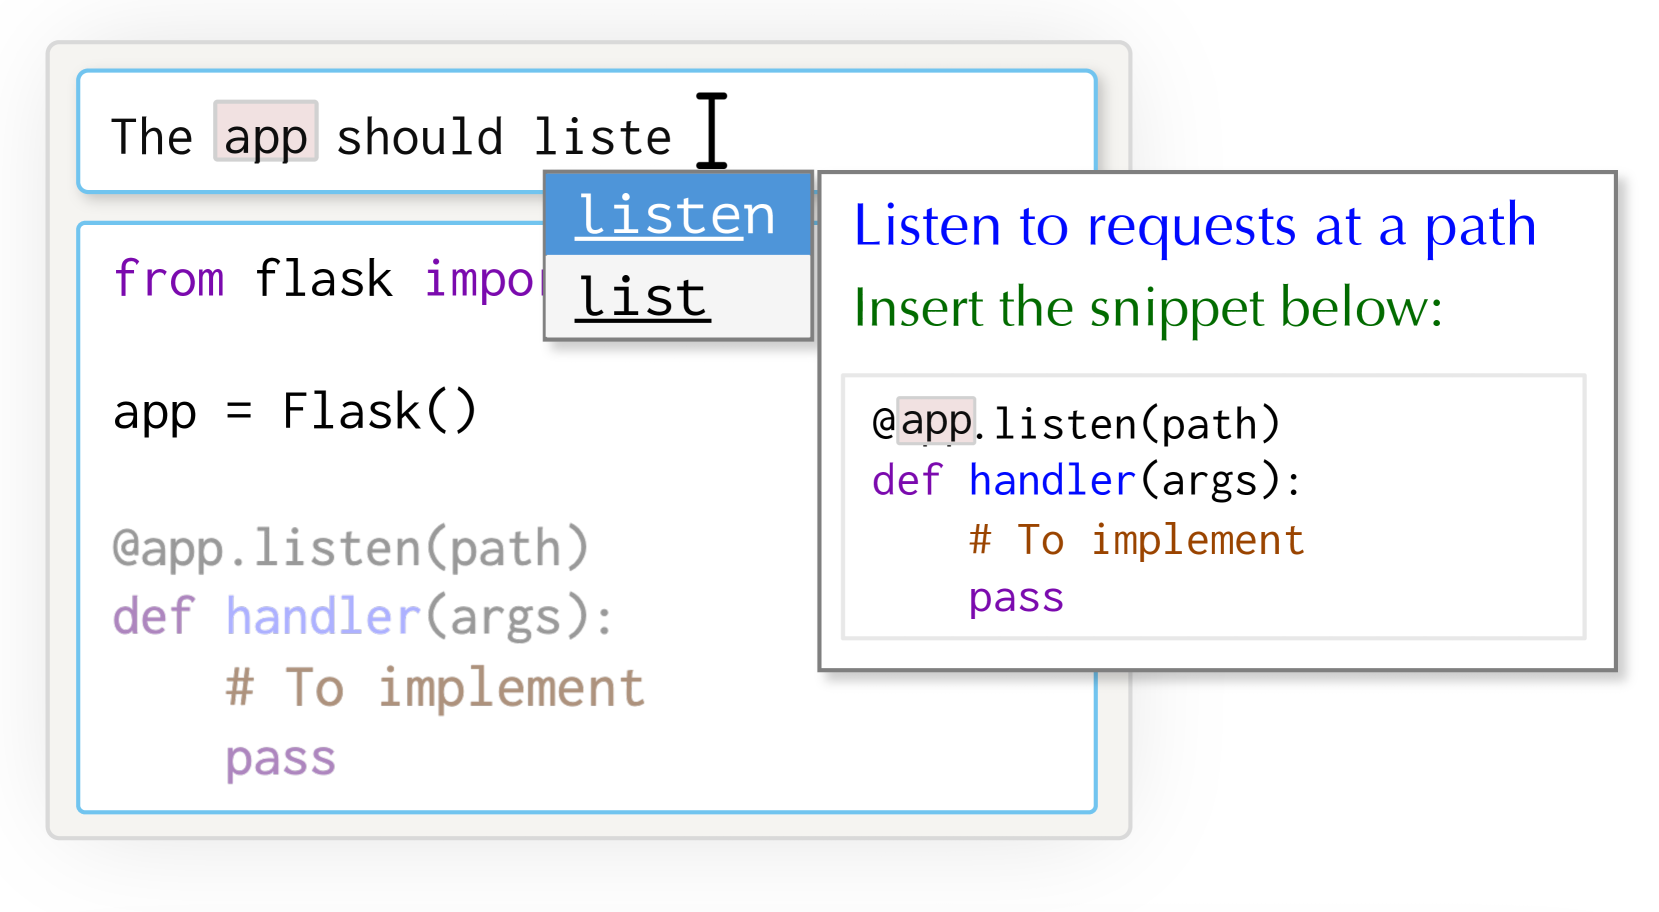 The app should liste
listen
list
Listen to requests at a path
Insert the snippet below:
@app.listen(path)
def handler(args):
# To implement
pass
from flask
app = Flask()
@app.listen(path)
def handler(args):
# To implement
pass